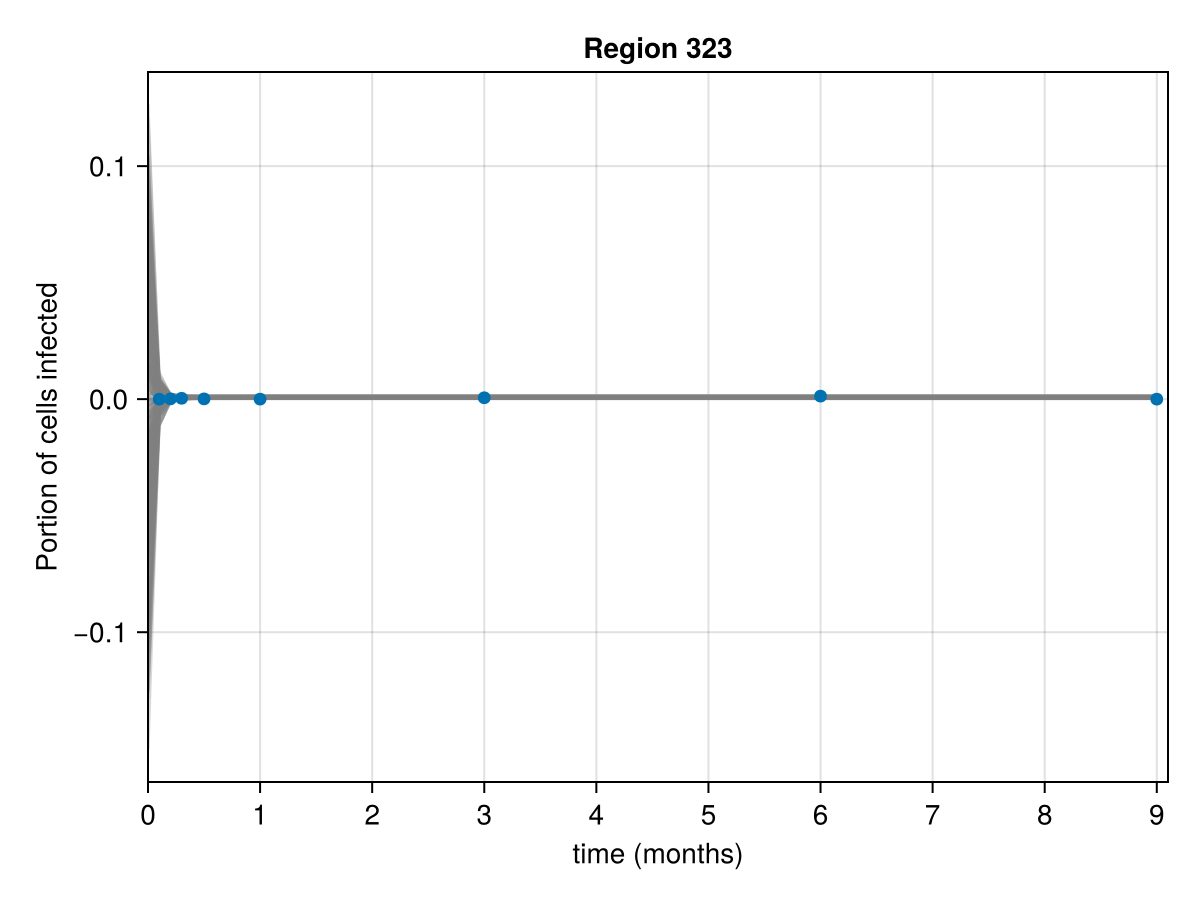 Region 323
Portion of cells infected
0.1
0.0
−0.1
0 1 2 3 4 5 6 7 8 9
time (months)